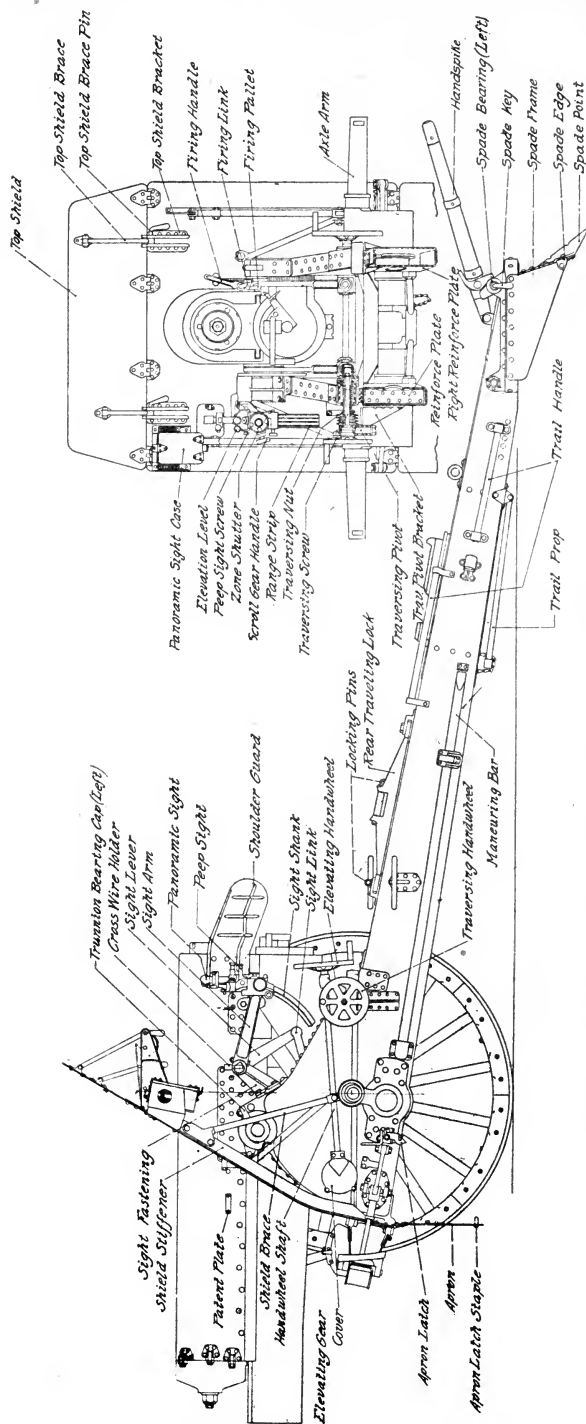 Top Shield
Top Shield Brace
Top Shield Brace Pin
Top Shield Bracket
Firing Handle
Firing Link
Firing Pallet
Axle Arm
Handspike
Spade Bearing (Left)
Spade Key
Spade Frame
Spade Edge
Spade Point
Panoramic Sight Case
Elevation Level
Peep Sight Screw
Zone Shutter
Scroll Gear Handle
Range Strip
Traversing Nut
Traversing Screw
Reinforce Plate
Right Reinforce Plate
Traversing Pivot
Trav. Pivot Bracket
Trail Handle
Trail Prop
Trunnion Bearing Cap (Left)
Cross Wire Holder
Sight Lever
Sight Arm
Panoramic Sight
Peep Sight
Shoulder Guard
Sight Shank
Sight Link
Elevating Handwheel
Locking Pins
Rear Traveling Lock
Traversing Handwheel
Maneuring Bar
Sight Fastening
Shield Stiffener
Patent Plate
Shield Brace
Handwheel Shaft
Elevating Gear
Cover
Apron Latch
Apron
Apron Latch Staple